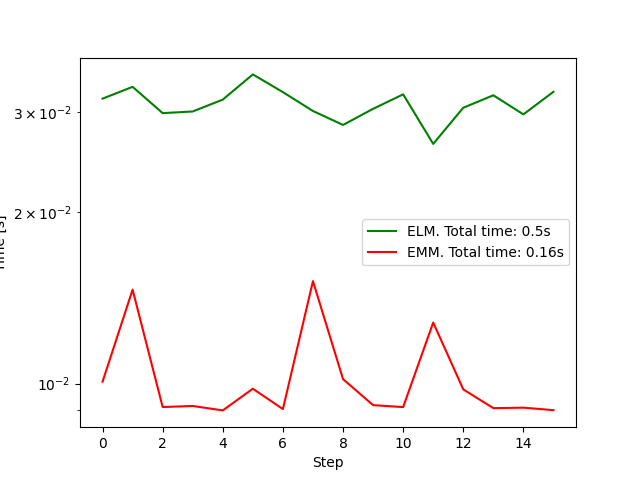 3 × 10⁻²
2 × 10⁻²
10⁻²
Time [s]
ELM. Total time: 0.5s
EMM. Total time: 0.16s
0 2 4 6 8 10 12 14
Step